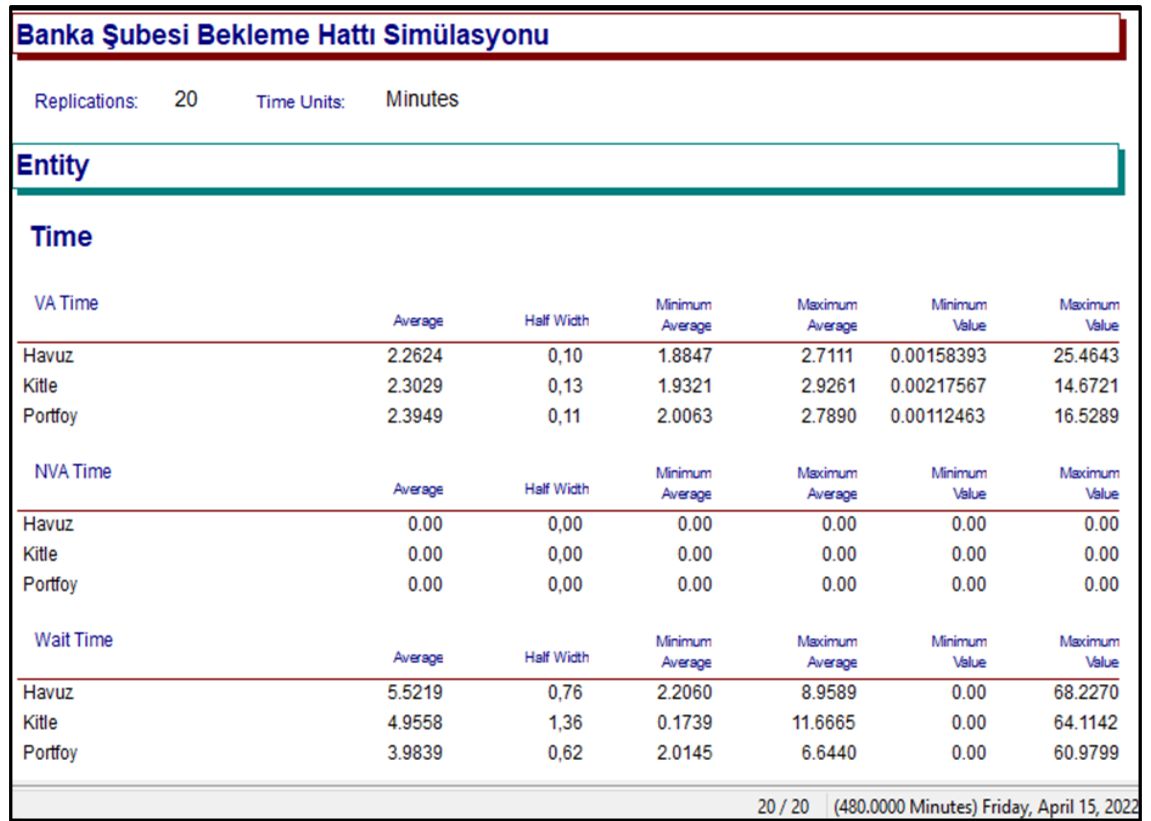 Banka Şubesi Bekleme Hattı Simülasyonu
Replications: 20 Time Units: Minutes
Entity
Time
VA Time Average Half Width Minimum Average Maximum Average Minimum Value Maximum Value
Havuz 2.2624 0,10 1.8847 2.7111 0.00158393 25.4643
Kitle 2.3029 0,13 1.9321 2.9261 0.00217567 14.6721
Portfoy 2.3949 0,11 2.0063 2.7890 0.00112463 16.5289
NVA Time Average Half Width Minimum Average Maximum Average Minimum Value Maximum Value
Havuz 0.00 0,00 0.00 0.00 0.00 0.00
Kitle 0.00 0,00 0.00 0.00 0.00 0.00
Portfoy 0.00 0,00 0.00 0.00 0.00 0.00
Wait Time Average Half Width Minimum Average Maximum Average Minimum Value Maximum Value
Havuz 5.5219 0,76 2.2060 8.9589 0.00 68.2270
Kitle 4.9558 1,36 0.1739 11.6665 0.00 64.1142
Portfoy 3.9839 0,62 2.0145 6.6440 0.00 60.9799
20 / 20 (480.0000 Minutes) Friday, April 15, 2022